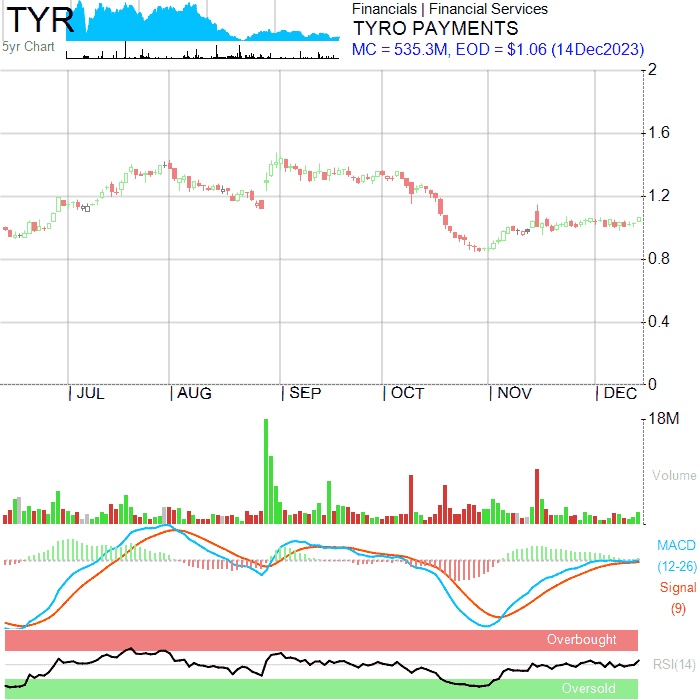 TYR
5yr Chart
Financials | Financial Services
TYRO PAYMENTS
MC = 535.3M, EOD = $1.06 (14Dec2023)
2
1.6
1.2
0.8
0.4
0
JUL AUG SEP OCT NOV DEC
18M
Volume
MACD
(12-26)
Signal
(9)
Overbought
RSI(14)
Oversold